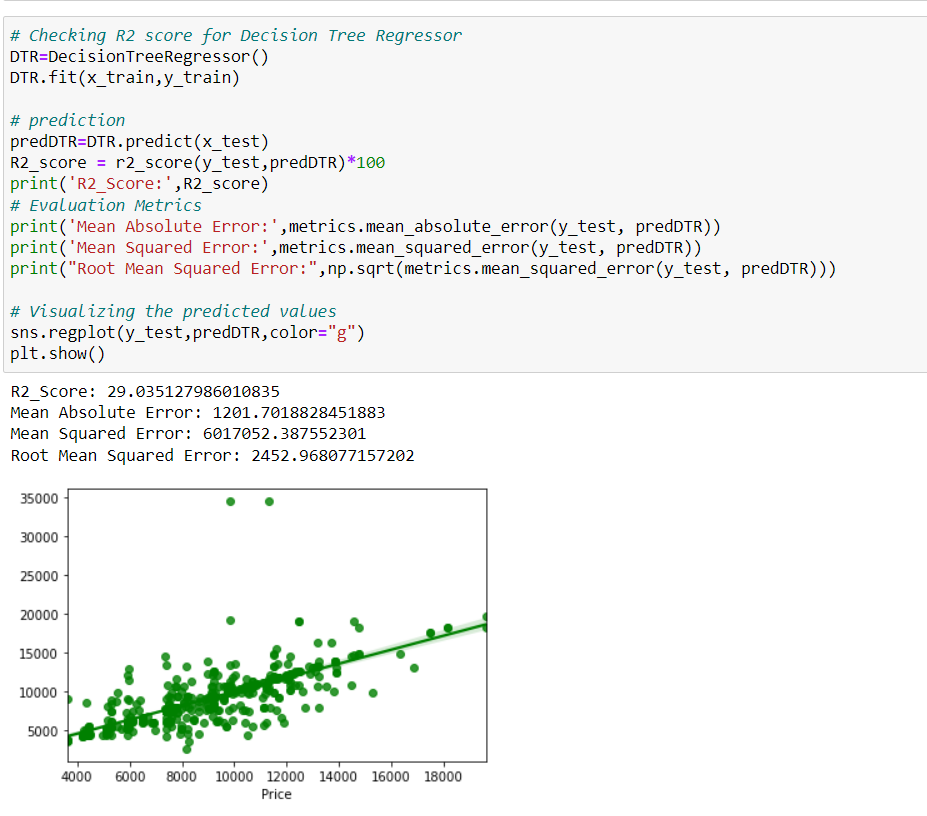 # Checking R2 score for Decision Tree Regressor
DTR=DecisionTreeRegressor()
DTR.fit(x_train,y_train)
# prediction
predDTR=DTR.predict(x_test)
R2_score = r2_score(y_test,predDTR)*100
print('R2_Score:',R2_score)
# Evaluation Metrics
print('Mean Absolute Error:',metrics.mean_absolute_error(y_test, predDTR))
print('Mean Squared Error:',metrics.mean_squared_error(y_test, predDTR))
print("Root Mean Squared Error:",np.sqrt(metrics.mean_squared_error(y_test, predDTR)))
# Visualizing the predicted values
sns.regplot(y_test,predDTR,color="g")
plt.show()
R2_Score: 29.035127986010835
Mean Absolute Error: 1201.7018828451883
Mean Squared Error: 6017052.387552301
Root Mean Squared Error: 2452.968077157202
35000
30000
25000
20000
15000
10000
5000
4000 6000 8000 10000 12000 14000 16000 18000
Price